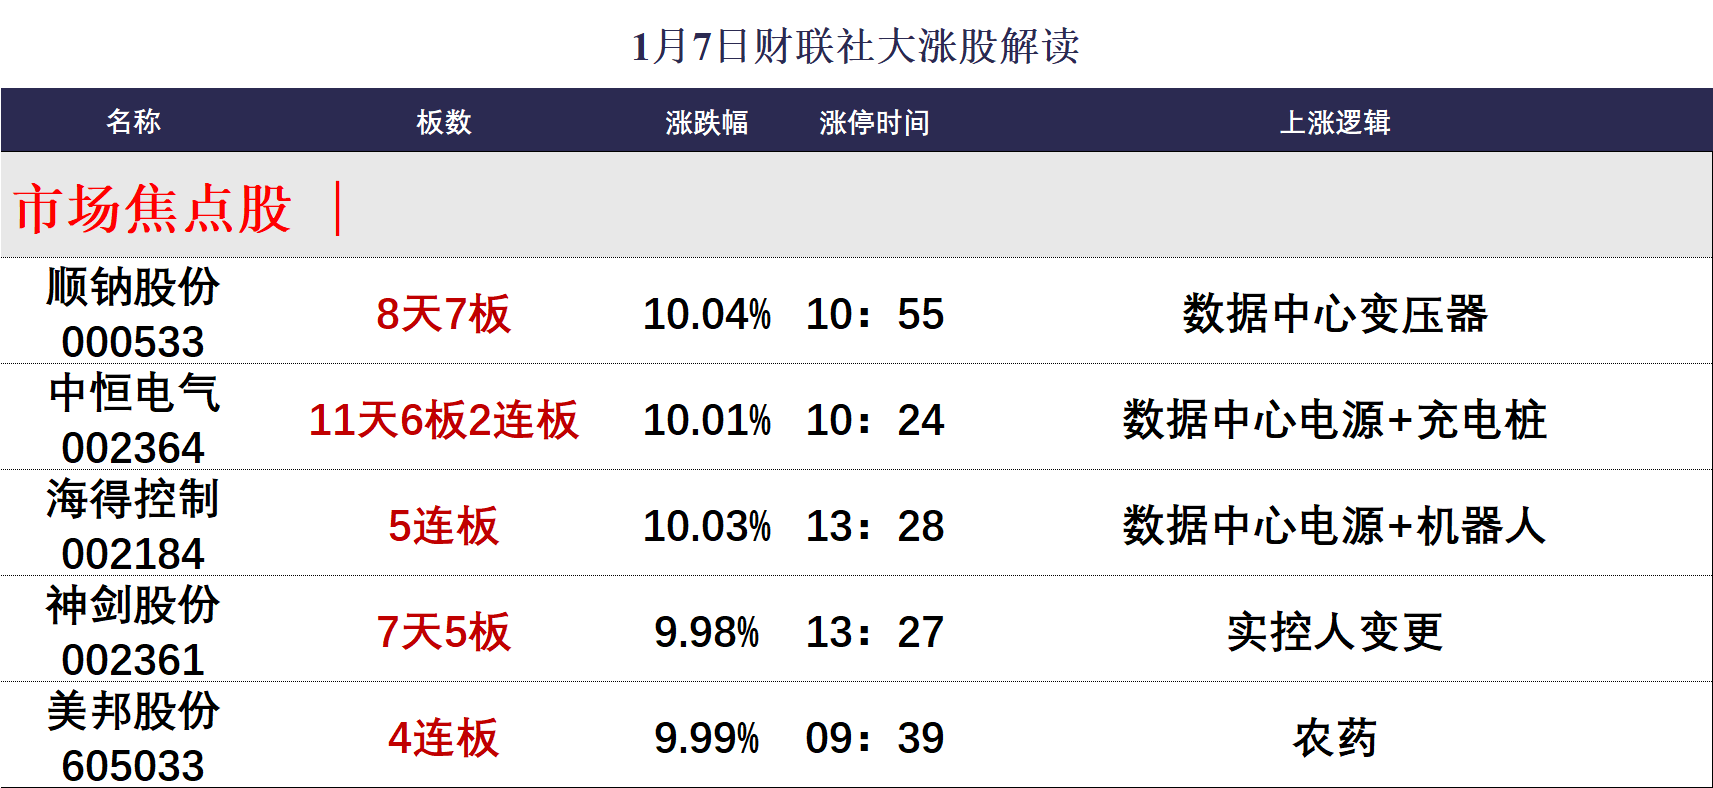 1月7日财联社大涨股解读
名称 板数 涨跌幅 涨停时间 上涨逻辑
市场焦点股 ｜
顺钠股份
000533 8天7板 10.04% 10：55 数据中心变压器
中恒电气
002364 11天6板2连板 10.01% 10：24 数据中心电源+充电桩
海得控制
002184 5连板 10.03% 13：28 数据中心电源+机器人
神剑股份
002361 7天5板 9.98% 13：27 实控人变更
美邦股份
605033 4连板 9.99% 09：39 农药